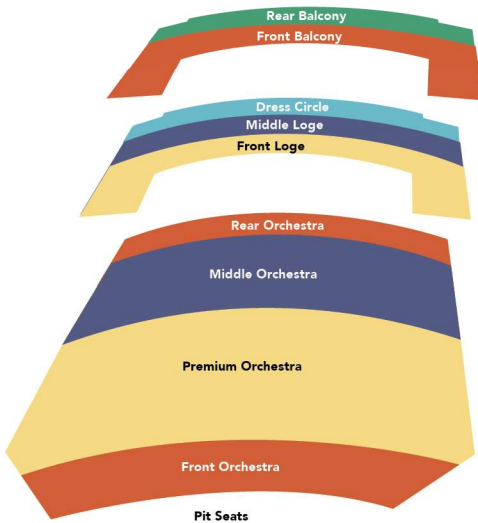 Rear Balcony
Front Balcony
Dress Circle
Middle Loge
Front Loge
Rear Orchestra
Middle Orchestra
Premium Orchestra
Front Orchestra
Pit Seats